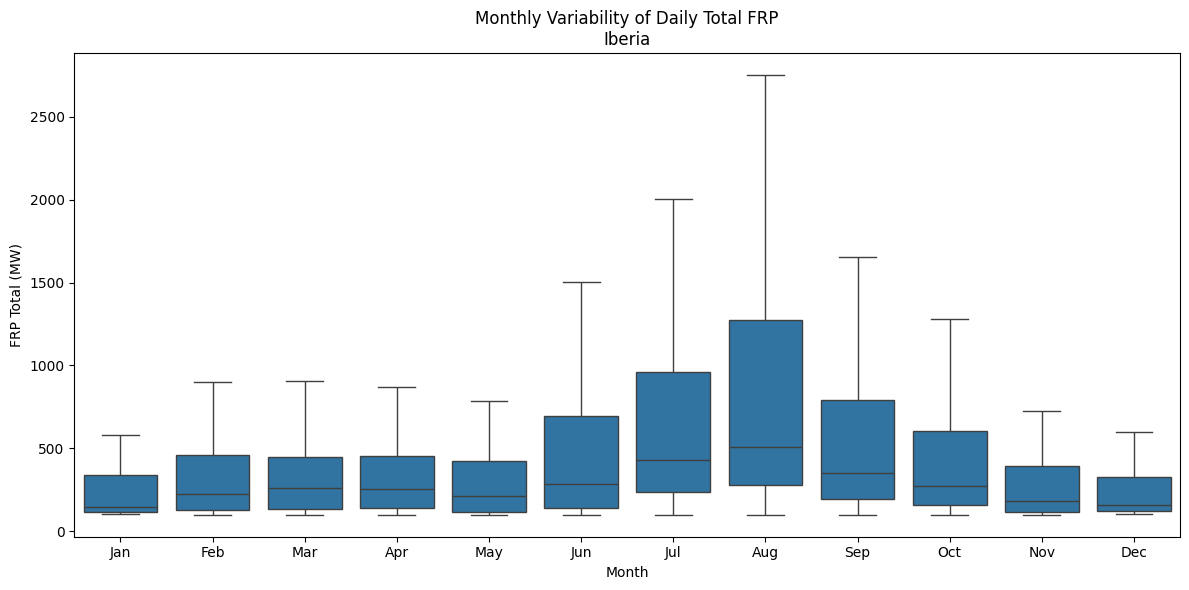 Monthly Variability of Daily Total FRP
Iberia
FRP Total (MW)
2500
2000
1500
1000
500
0
Jan Feb Mar Apr May Jun Jul Aug Sep Oct Nov Dec
Month